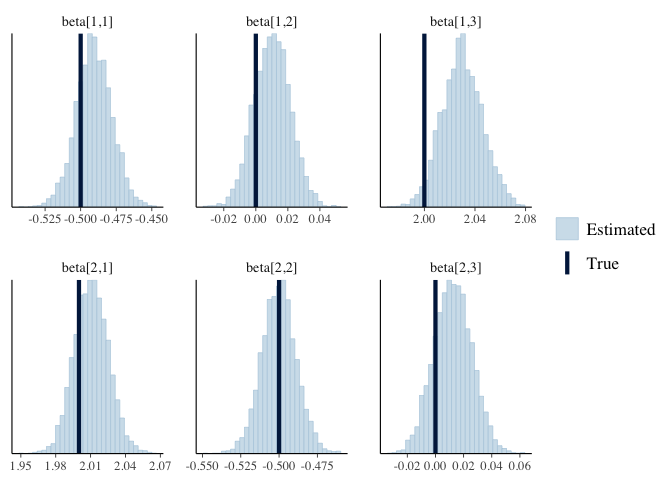 beta[1,1] beta[1,2] beta[1,3]
-0.525 -0.500 -0.475 -0.450 -0.02 0.00 0.02 0.04 2.00 2.04 2.08
Estimated
True
beta[2,1] beta[2,2] beta[2,3]
1.95 1.98 2.01 2.04 2.07 -0.550 -0.525 -0.500 -0.475 -0.02 0.00 0.02 0.04 0.06